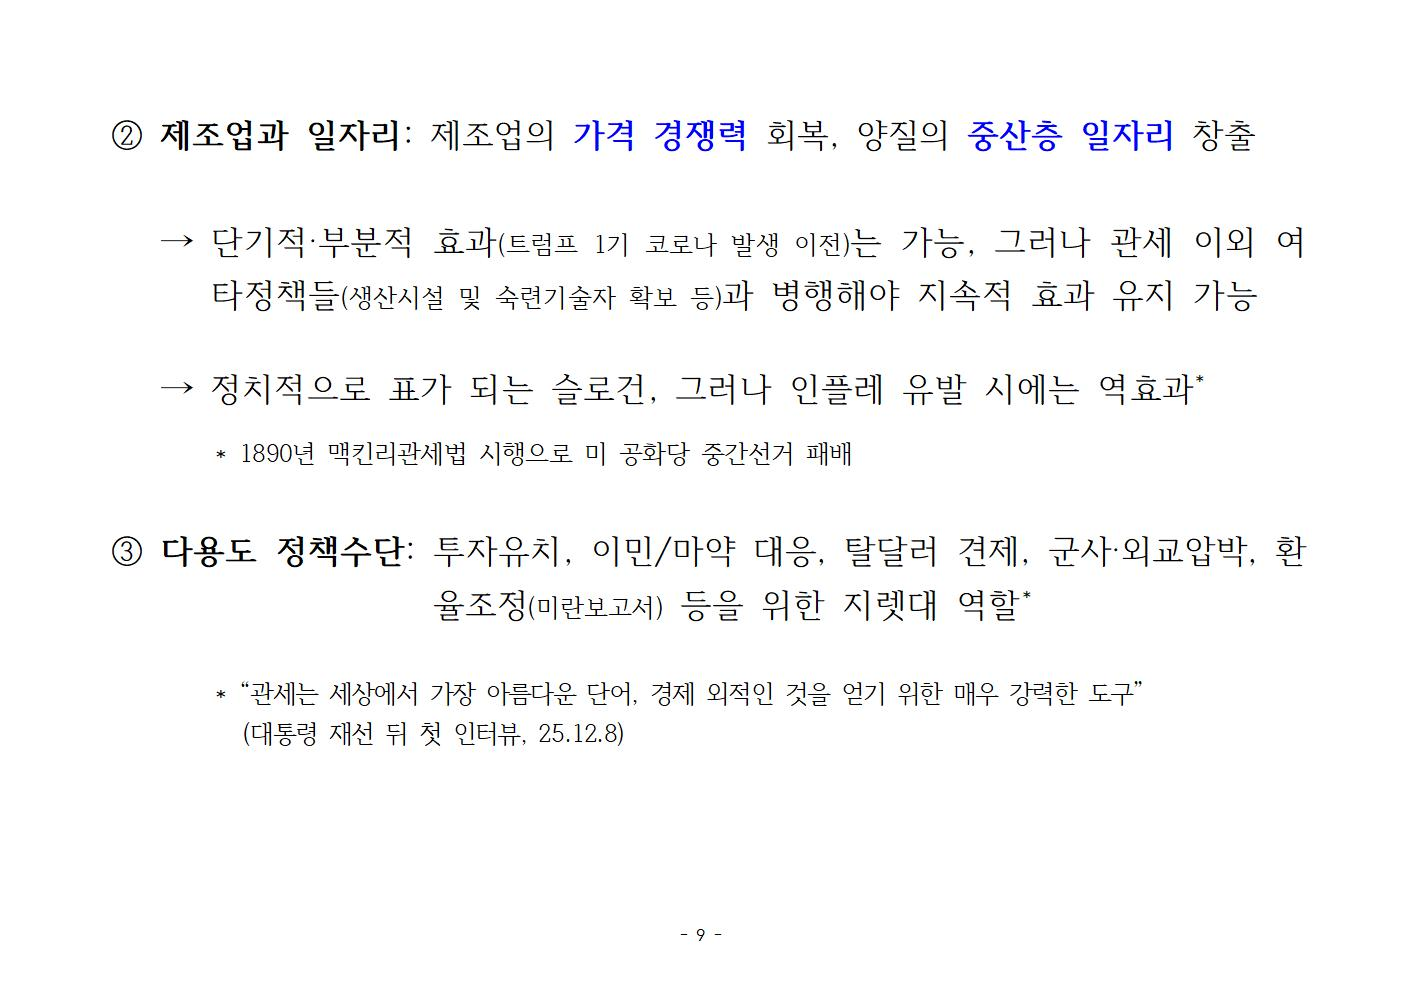 ② 제조업과 일자리: 제조업의 가격 경쟁력 회복, 양질의 중산층 일자리 창출
→ 단기적·부분적 효과(트럼프 1기 코로나 발생 이전)는 가능, 그러나 관세 이외 여
타정책들(생산시설 및 숙련기술자 확보 등)과 병행해야 지속적 효과 유지 가능
→ 정치적으로 표가 되는 슬로건, 그러나 인플레 유발 시에는 역효과*
* 1890년 맥킨리관세법 시행으로 미 공화당 중간선거 패배
③ 다용도 정책수단: 투자유치, 이민/마약 대응, 탈달러 견제, 군사·외교압박, 환
율조정(미란보고서) 등을 위한 지렛대 역할*
* “관세는 세상에서 가장 아름다운 단어, 경제 외적인 것을 얻기 위한 매우 강력한 도구”
(대통령 재선 뒤 첫 인터뷰, 25.12.8)
- 9 -